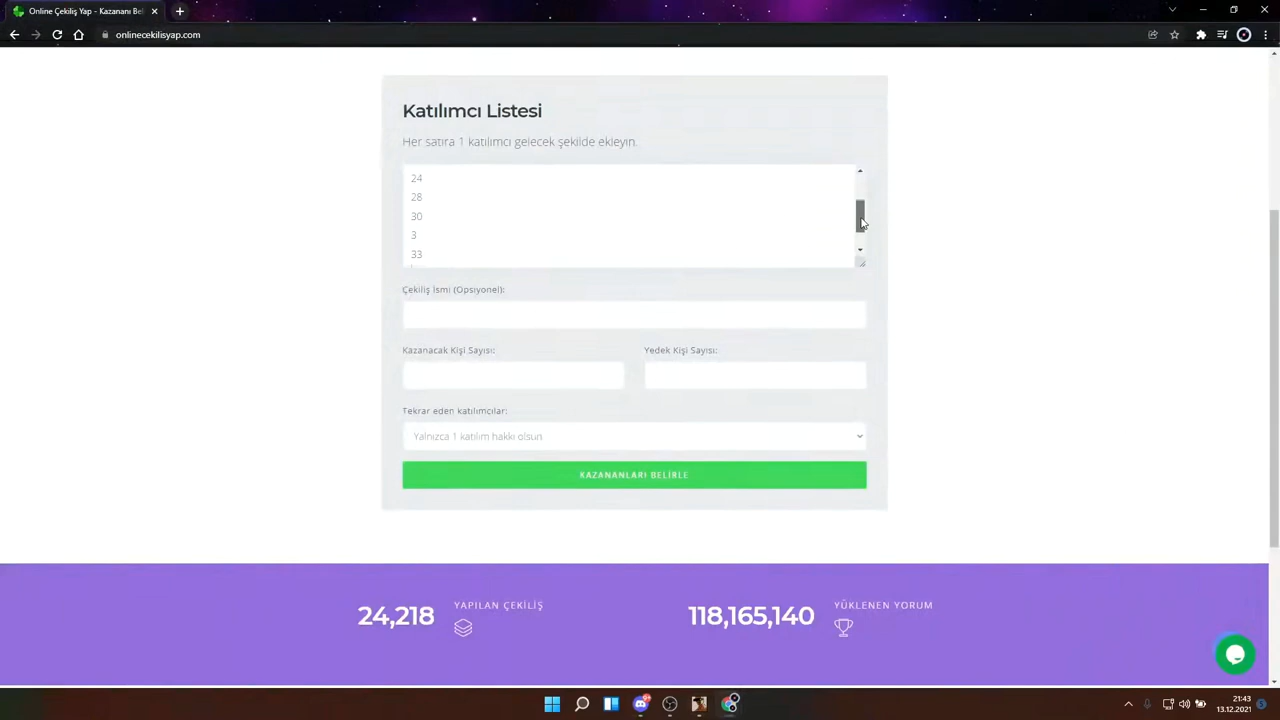 Online Çekiliş Yap - Kazananı Bel
onlinecekilisyap.com
Katılımcı Listesi
Her satıra 1 katılımcı gelecek şekilde ekleyin.
24
28
30
3
33
Çekiliş İsmi (Opsiyonel):
Kazanacak Kişi Sayısı: Yedek Kişi Sayısı:
Tekrar eden katılımcılar:
Yalnızca 1 katılım hakkı olsun
KAZANANLARI BELİRLE
24,218 YAPILAN ÇEKİLİŞ 118,165,140 YÜKLENEN YORUM
21:43
13.12.2021